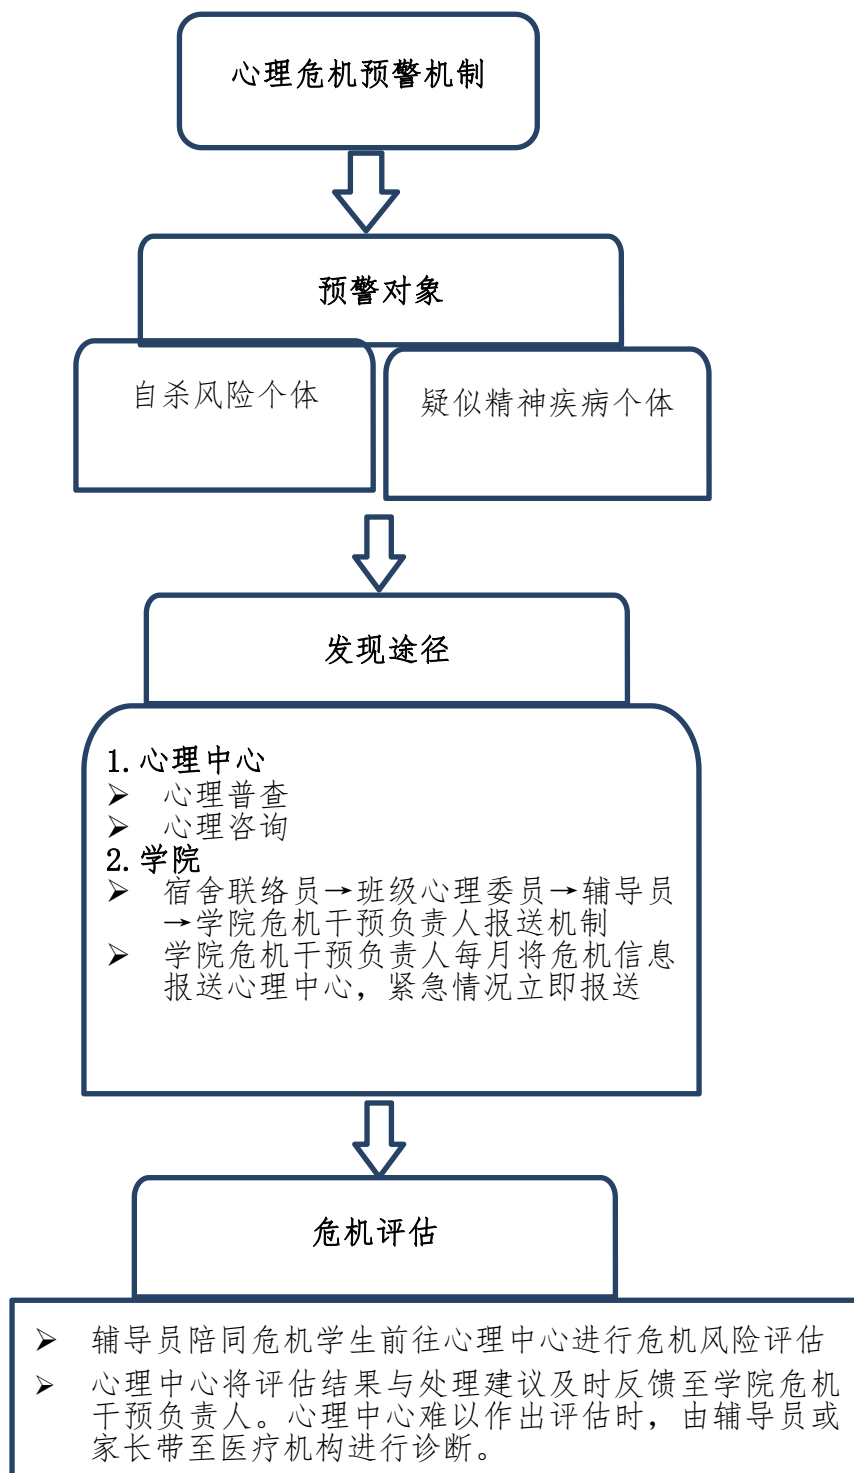 心理危机预警机制
预警对象
自杀风险个体
疑似精神疾病个体
发现途径
1.心理中心
➢ 心理普查
➢ 心理咨询
2.学院
➢ 宿舍联络员→班级心理委员→辅导员
→学院危机干预负责人报送机制
➢ 学院危机干预负责人每月将危机信息
报送心理中心，紧急情况立即报送
危机评估
➢ 辅导员陪同危机学生前往心理中心进行危机风险评估
➢ 心理中心将评估结果与处理建议及时反馈至学院危机
干预负责人。心理中心难以作出评估时，由辅导员或
家长带至医疗机构进行诊断。